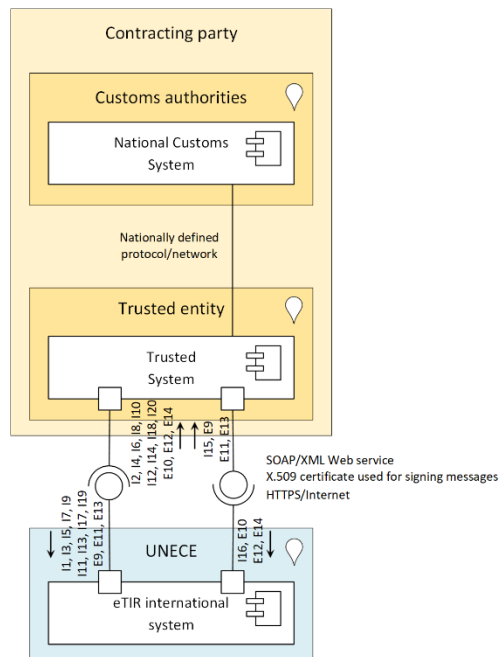 Contracting party
Customs authorities
National Customs
System
Nationally defined
protocol/network
Trusted entity
Trusted
System
I2, I4, I6, I8, I10
I12, I14, I18, I20
E10, E12, E14
I15, E9
E11, E13
SOAP/XML Web service
X.509 certificate used for signing messages
HTTPS/Internet
I1, I3, I5, I7, I9
I11, I13, I17, I19
E9, E11, E13
UNECE
I16, E10
E12, E14
eTIR international
system